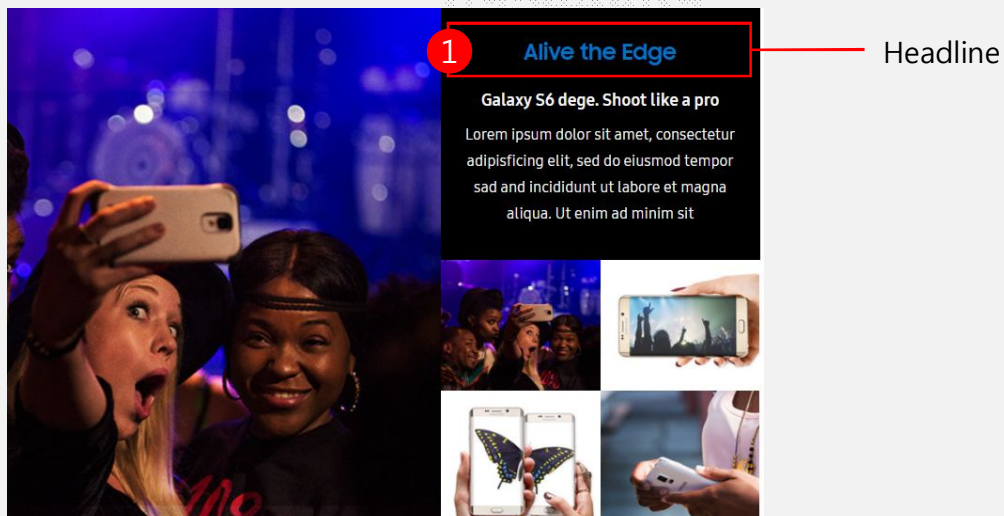 1
Alive the Edge
Headline
Galaxy S6 dege. Shoot like a pro
Lorem ipsum dolor sit amet, consectetur
adipisficing elit, sed do eiusmod tempor
sad and incididunt ut labore et magna
aliqua. Ut enim ad minim sit